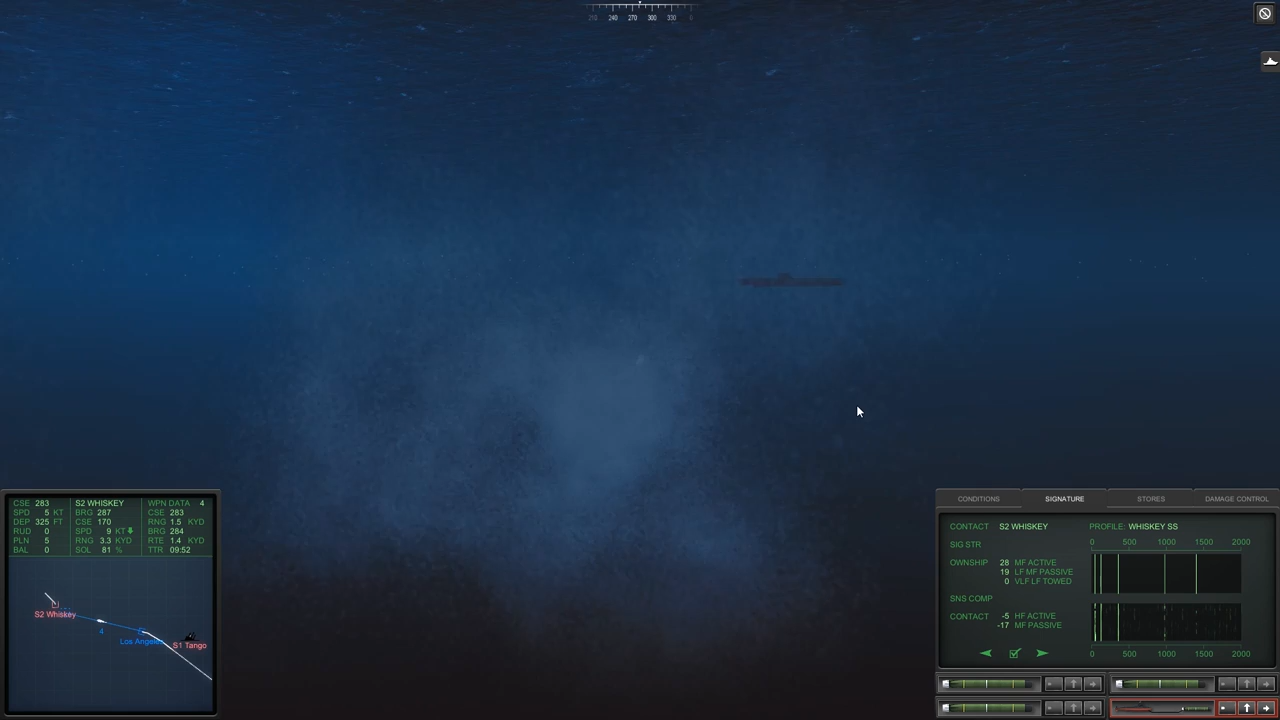 210 240 270 300 330 0
CSE 283 S2 WHISKEY WPN DATA 4
SPD 5 KT BRG 287 CSE 283
DEP 325 FT CSE 170 RNG 1.5 KYD
RUD 0 SPD 9 KT BRG 284
PLN 5 RNG 3.3 KYD RTE 1.4 KYD
BAL 0 SOL 81 % TTR 09:52
S2 Whiskey
4
Los Angel
S1 Tango
CONDITIONS SIGNATURE STORES DAMAGE CONTROL
CONTACT S2 WHISKEY PROFILE: WHISKEY SS
SIG STR 0 500 1000 1500 2000
OWNSHIP 28 MF ACTIVE
19 LF MF PASSIVE
0 VLF LF TOWED
SNS COMP
CONTACT -5 HF ACTIVE
-17 MF PASSIVE
0 500 1000 1500 2000